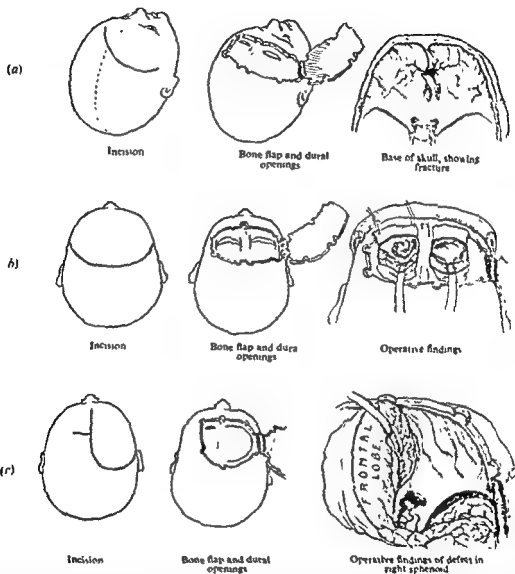 (a)
Incision
Bone flap and dural
openings
Base of skull, showing
fracture
b)
Incision
Bone flap and dura
openings
Operative findings
(c)
FRONTAL
LOBE
Incision
Bone flap and dural
openings
Operative findings of defect in
right sphenoid